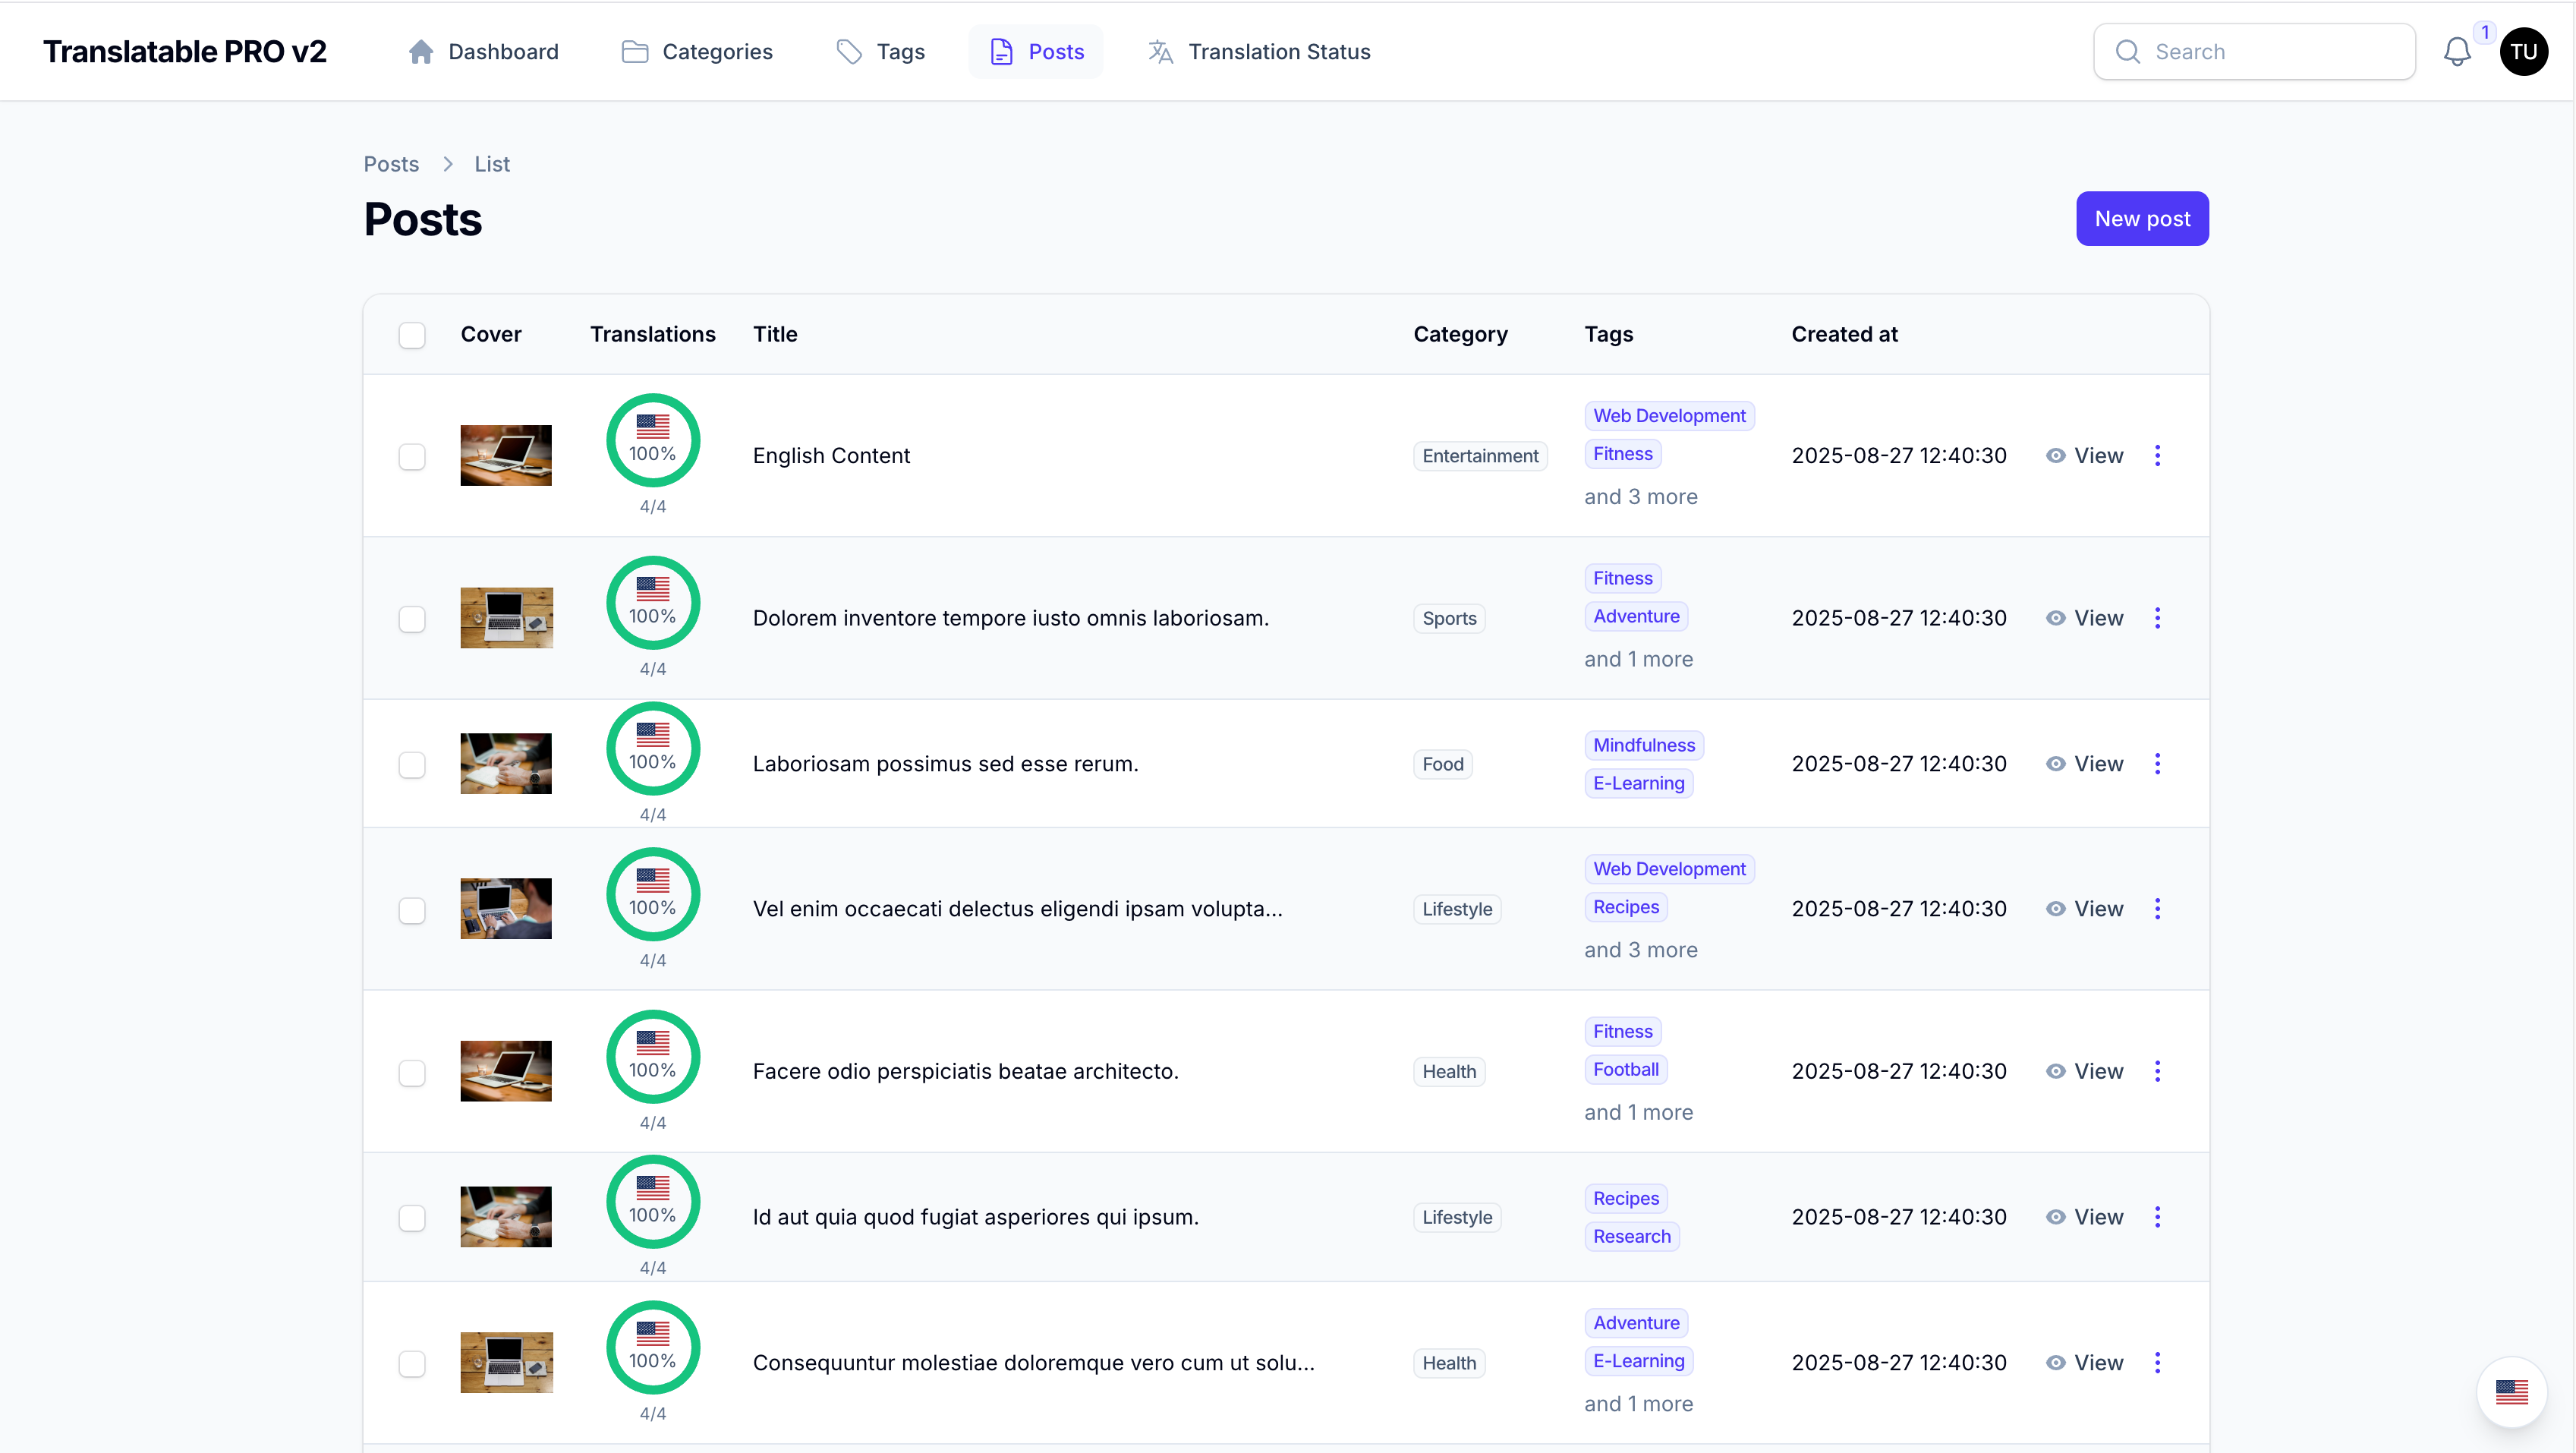 Translatable PRO v2
Dashboard
Categories
Tags
Posts
Translation Status
Search
1
TU
Posts
List
Posts
New post
Cover
Translations
Title
Category
Tags
Created at
100%
4/4
English Content
Entertainment
Web Development
Fitness
and 3 more
2025-08-27 12:40:30
View
100%
4/4
Dolorem inventore tempore iusto omnis laboriosam.
Sports
Fitness
Adventure
and 1 more
2025-08-27 12:40:30
View
100%
4/4
Laboriosam possimus sed esse rerum.
Food
Mindfulness
E-Learning
2025-08-27 12:40:30
View
100%
4/4
Vel enim occaecati delectus eligendi ipsam volupta...
Lifestyle
Web Development
Recipes
and 3 more
2025-08-27 12:40:30
View
100%
4/4
Facere odio perspiciatis beatae architecto.
Health
Fitness
Football
and 1 more
2025-08-27 12:40:30
View
100%
4/4
Id aut quia quod fugiat asperiores qui ipsum.
Lifestyle
Recipes
Research
2025-08-27 12:40:30
View
100%
4/4
Consequuntur molestiae doloremque vero cum ut solu...
Health
Adventure
E-Learning
and 1 more
2025-08-27 12:40:30
View